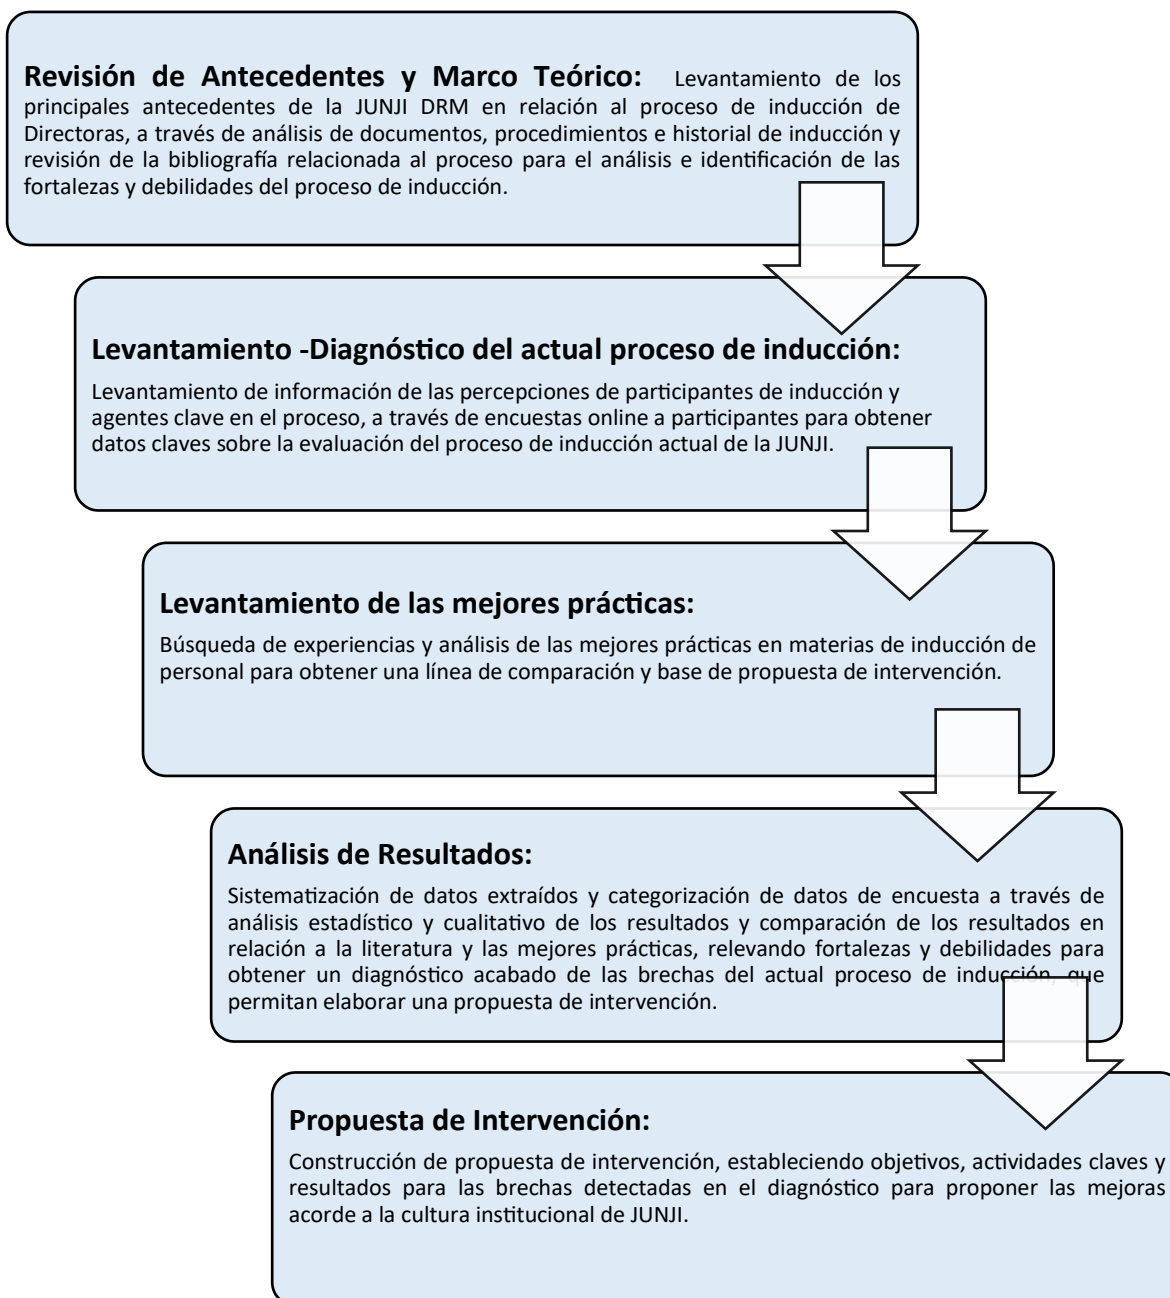 Revisión de Antecedentes y Marco Teórico: Levantamiento de los
principales antecedentes de la JUNJI DRM en relación al proceso de inducción de
Directoras, a través de análisis de documentos, procedimientos e historial de inducción y
revisión de la bibliografía relacionada al proceso para el análisis e identificación de las
fortalezas y debilidades del proceso de inducción.
Levantamiento -Diagnóstico del actual proceso de inducción:
Levantamiento de información de las percepciones de participantes de inducción y
agentes clave en el proceso, a través de encuestas online a participantes para obtener
datos claves sobre la evaluación del proceso de inducción actual de la JUNJI.
Levantamiento de las mejores prácticas:
Búsqueda de experiencias y análisis de las mejores prácticas en materias de inducción de
personal para obtener una línea de comparación y base de propuesta de intervención.
Análisis de Resultados:
Sistematización de datos extraídos y categorización de datos de encuesta a través de
análisis estadístico y cualitativo de los resultados y comparación de los resultados en
relación a la literatura y las mejores prácticas, relevando fortalezas y debilidades para
obtener un diagnóstico acabado de las brechas del actual proceso de inducción, que
permitan elaborar una propuesta de intervención.
Propuesta de Intervención:
Construcción de propuesta de intervención, estableciendo objetivos, actividades claves y
resultados para las brechas detectadas en el diagnóstico para proponer las mejoras
acorde a la cultura institucional de JUNJI.